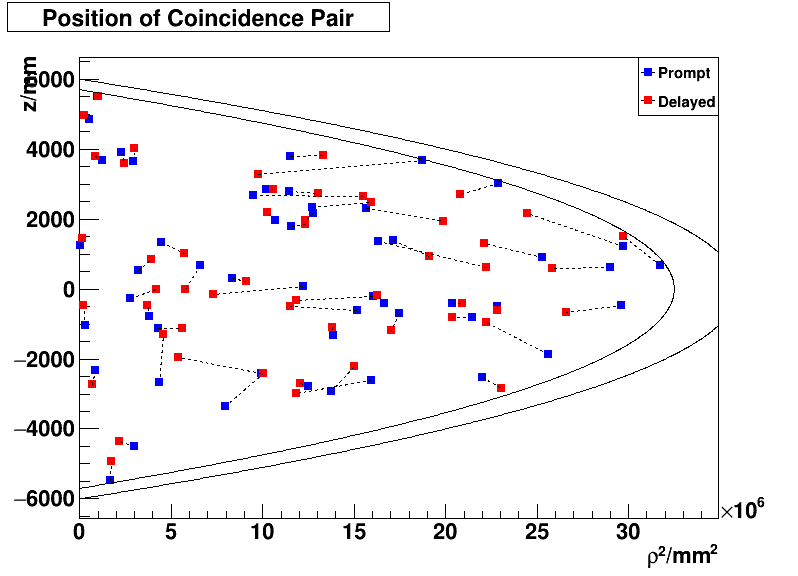 Position of Coincidence Pair
z/mm
Prompt
Delayed
6000
4000
2000
0
−2000
−4000
−6000
0 5 10 15 20 25 30
×10⁶
ρ²/mm²